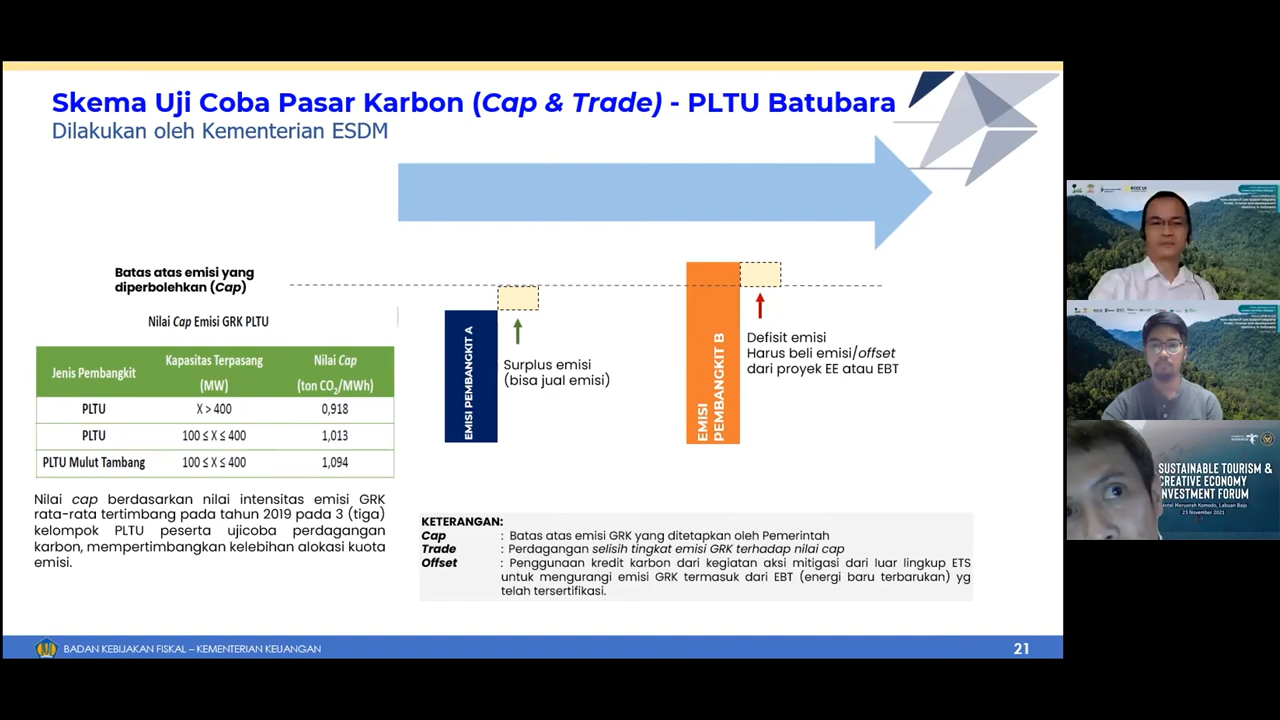 Skema Uji Coba Pasar Karbon (Cap & Trade) - PLTU Batubara
Dilakukan oleh Kementerian ESDM
Batas atas emisi yang
diperbolehkan (Cap)
Nilai Cap Emisi GRK PLTU
Jenis Pembangkit
Kapasitas Terpasang
(MW)
Nilai Cap
(ton CO₂/MWh)
PLTU X > 400 0,918
PLTU 100 ≤ X ≤ 400 1,013
PLTU Mulut Tambang 100 ≤ X ≤ 400 1,094
Nilai cap berdasarkan nilai intensitas emisi GRK
rata-rata tertimbang pada tahun 2019 pada 3 (tiga)
kelompok PLTU peserta ujicoba perdagangan
karbon, mempertimbangkan kelebihan alokasi kuota
emisi.
EMISI PEMBANGKIT A
Surplus emisi
(bisa jual emisi)
EMISI
PEMBANGKIT B
Defisit emisi
Harus beli emisi/offset
dari proyek EE atau EBT
KETERANGAN:
Cap : Batas atas emisi GRK yang ditetapkan oleh Pemerintah
Trade : Perdagangan selisih tingkat emisi GRK terhadap nilai cap
Offset : Penggunaan kredit karbon dari kegiatan aksi mitigasi dari luar lingkup ETS
untuk mengurangi emisi GRK termasuk dari EBT (energi baru terbarukan) yg
telah tersertifikasi.
BADAN KEBIJAKAN FISKAL – KEMENTERIAN KEUANGAN
21
SUSTAINABLE TOURISM &
CREATIVE ECONOMY
INVESTMENT FORUM
Hotel Meruorah Komodo, Labuan Bajo
23 November 2021